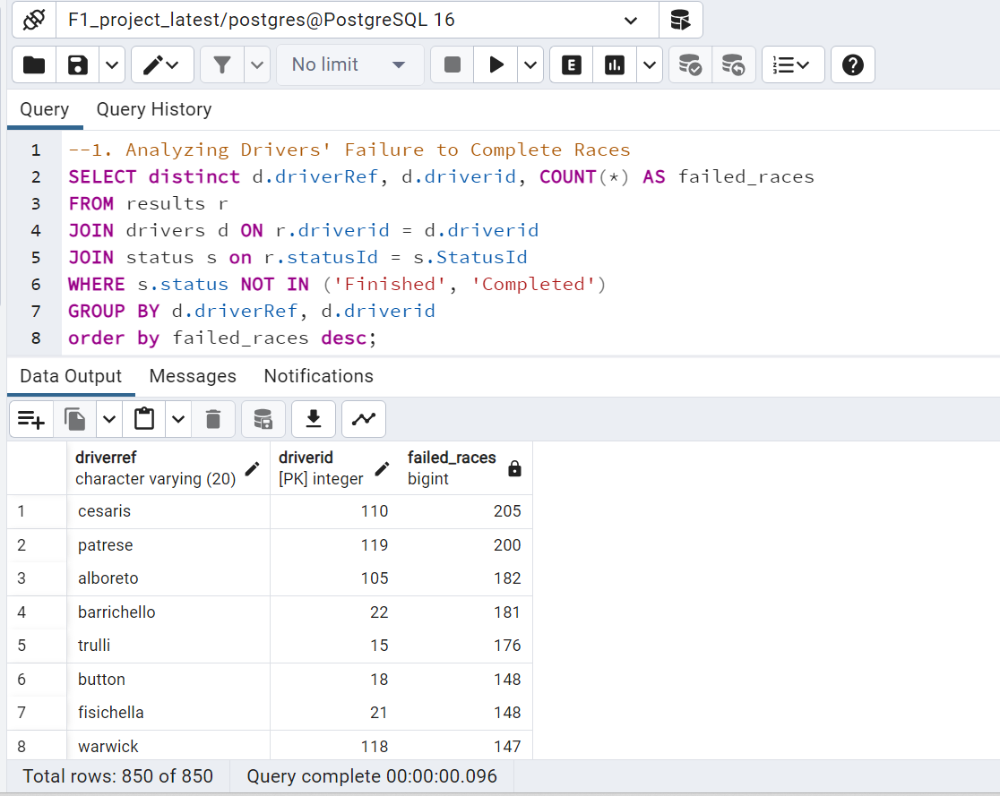 F1_project_latest/postgres@PostgreSQL 16
No limit
E
Query Query History
1 --1. Analyzing Drivers' Failure to Complete Races
2 SELECT distinct d.driverRef, d.driverid, COUNT(*) AS failed_races
3 FROM results r
4 JOIN drivers d ON r.driverid = d.driverid
5 JOIN status s on r.statusId = s.StatusId
6 WHERE s.status NOT IN ('Finished', 'Completed')
7 GROUP BY d.driverRef, d.driverid
8 order by failed_races desc;
Data Output Messages Notifications
driverref driverid failed_races
character varying (20) [PK] integer bigint
1 cesaris 110 205
2 patrese 119 200
3 alboreto 105 182
4 barrichello 22 181
5 trulli 15 176
6 button 18 148
7 fisichella 21 148
8 warwick 118 147
Total rows: 850 of 850 Query complete 00:00:00.096